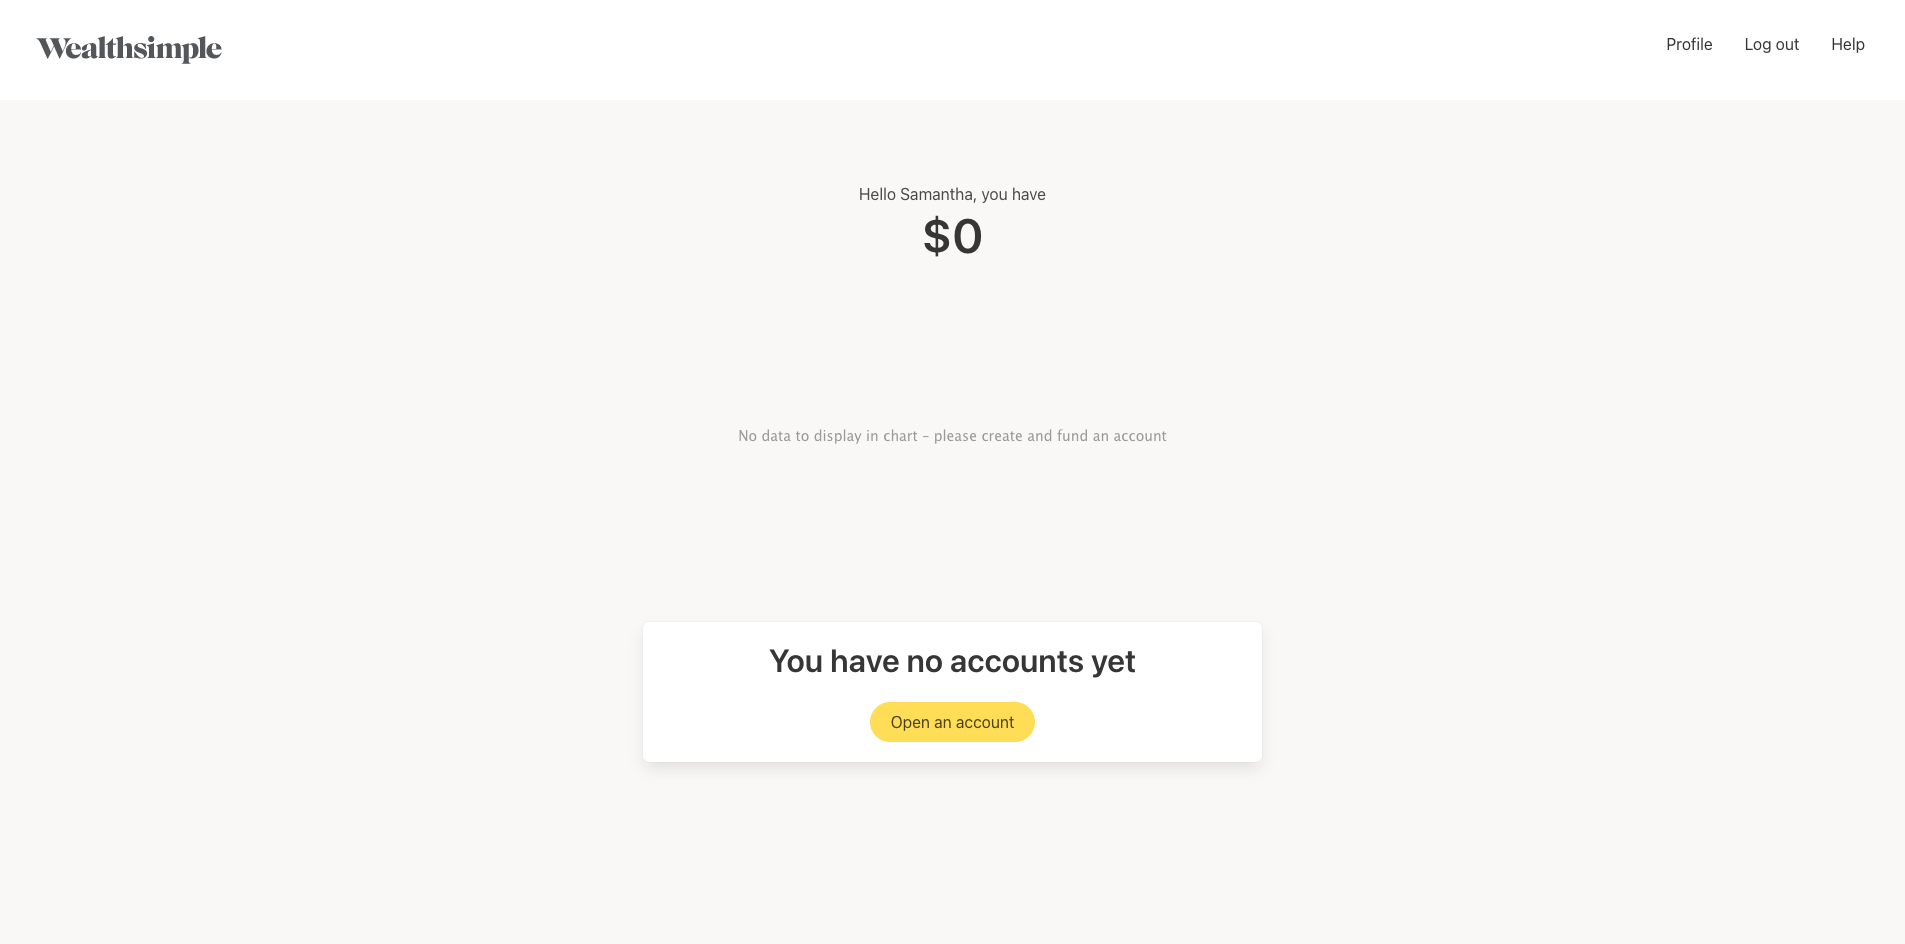 Wealthsimple
Profile
Log out
Help
Hello Samantha, you have
$0
No data to display in chart – please create and fund an account
You have no accounts yet
Open an account